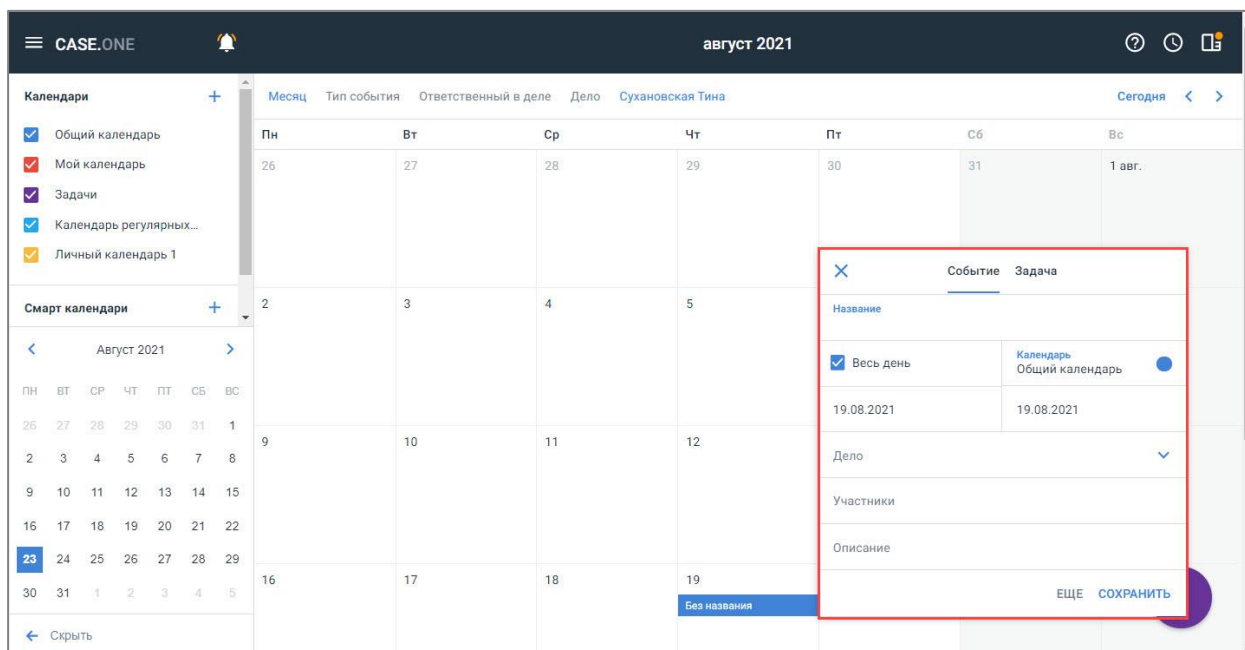 CASE.ONE
август 2021
Календари
Общий календарь
Мой календарь
Задачи
Календарь регулярных...
Личный календарь 1
Смарт календари
Август 2021
ПН ВТ СР ЧТ ПТ СБ ВС
26 27 28 29 30 31 1
2 3 4 5 6 7 8
9 10 11 12 13 14 15
16 17 18 19 20 21 22
23 24 25 26 27 28 29
30 31 1 2 3 4 5
Скрыть
Месяц Тип события Ответственный в деле Дело Сухановская Тина Сегодня
Пн Вт Ср Чт Пт Сб Вс
26 27 28 29 30 31 1 авг.
2 3 4 5
9 10 11 12
16 17 18 19
Без названия
Событие Задача
Название
Весь день
Календарь
Общий календарь
19.08.2021 19.08.2021
Дело
Участники
Описание
ЕЩЕ СОХРАНИТЬ